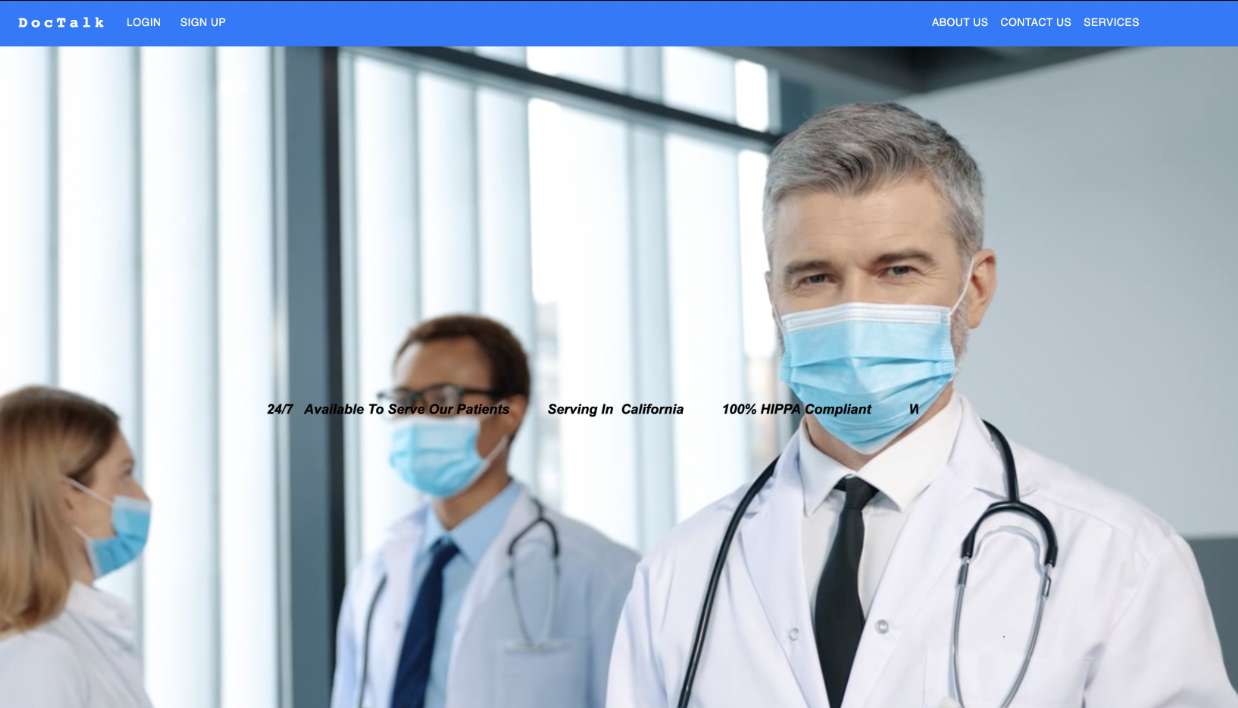 DocTalk LOGIN SIGN UP ABOUT US CONTACT US SERVICES
24/7 Available To Serve Our Patients Serving In California 100% HIPPA Compliant